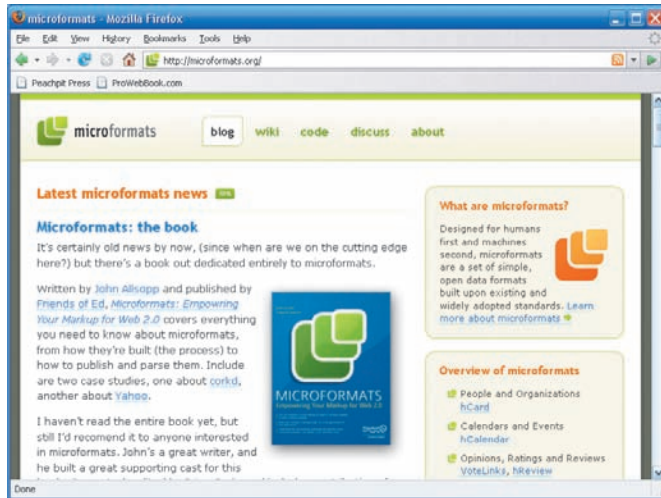 microformats - Mozilla Firefox
File Edit View History Bookmarks Tools Help
http://microformats.org/
Peachpit Press ProWebBook.com
microformats
blog wiki code discuss about
Latest microformats news
Microformats: the book
It's certainly old news by now, (since when are we on the cutting edge
here?) but there's a book out dedicated entirely to microformats.
Written by John Allsopp and published by
Friends of Ed, Microformats: Empowering
Your Markup for Web 2.0 covers everything
you need to know about microformats,
from how they're built (the process) to
how to publish and parse them. Include
are two case studies, one about corkd,
another about Yahoo.
MICROFORMATS
Empowering Your Markup for Web 2.0
I haven't read the entire book yet, but
still I'd recomend it to anyone interested
in microformats. John's a great writer, and
he built a great supporting cast for this
What are microformats?
Designed for humans
first and machines
second, microformats
are a set of simple,
open data formats
built upon existing and
widely adopted standards. Learn
more about microformats
Overview of microformats
People and Organizations
hCard
Calendars and Events
hCalendar
Opinions, Ratings and Reviews
VoteLinks, hReview
Done